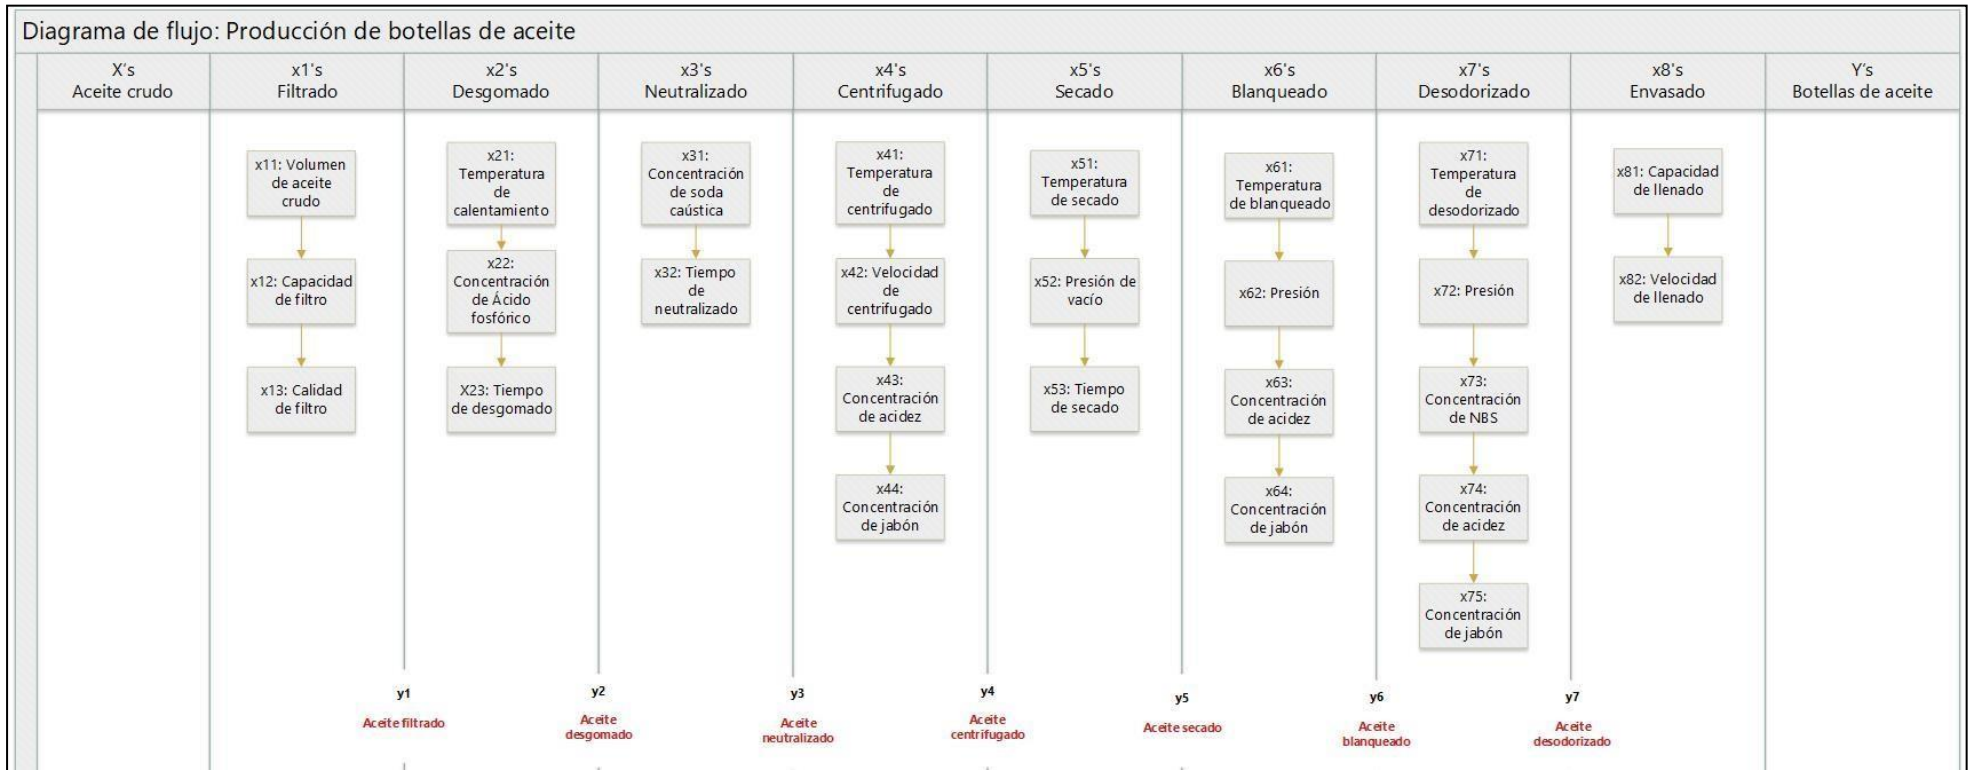 Diagrama de flujo: Producción de botellas de aceite
X's
Aceite crudo
x1's
Filtrado
x2's
Desgomado
x3's
Neutralizado
x4's
Centrifugado
x5's
Secado
x6's
Blanqueado
x7's
Desodorizado
x8's
Envasado
Y's
Botellas de aceite
x11: Volumen
de aceite
crudo
x12: Capacidad
de filtro
x13: Calidad
de filtro
x21:
Temperatura
de
calentamiento
x22:
Concentración
de Ácido
fosfórico
X23: Tiempo
de desgomado
x31:
Concentración
de soda
caústica
x32: Tiempo
de
neutralizado
x41:
Temperatura
de
centrifugado
x42: Velocidad
de
centrifugado
x43:
Concentración
de acidez
x44:
Concentración
de jabón
x51:
Temperatura
de secado
x52: Presión de
vacío
x53: Tiempo
de secado
x61:
Temperatura
de blanqueado
x62: Presión
x63:
Concentración
de acidez
x64:
Concentración
de jabón
x71:
Temperatura
de
desodorizado
x72: Presión
x73:
Concentración
de NBS
x74:
Concentración
de acidez
x75:
Concentración
de jabón
x81: Capacidad
de llenado
x82: Velocidad
de llenado
y1
Aceite filtrado
y2
Aceite
desgomado
y3
Aceite
neutralizado
y4
Aceite
centrifugado
y5
Aceite secado
y6
Aceite
blanqueado
y7
Aceite
desodorizado